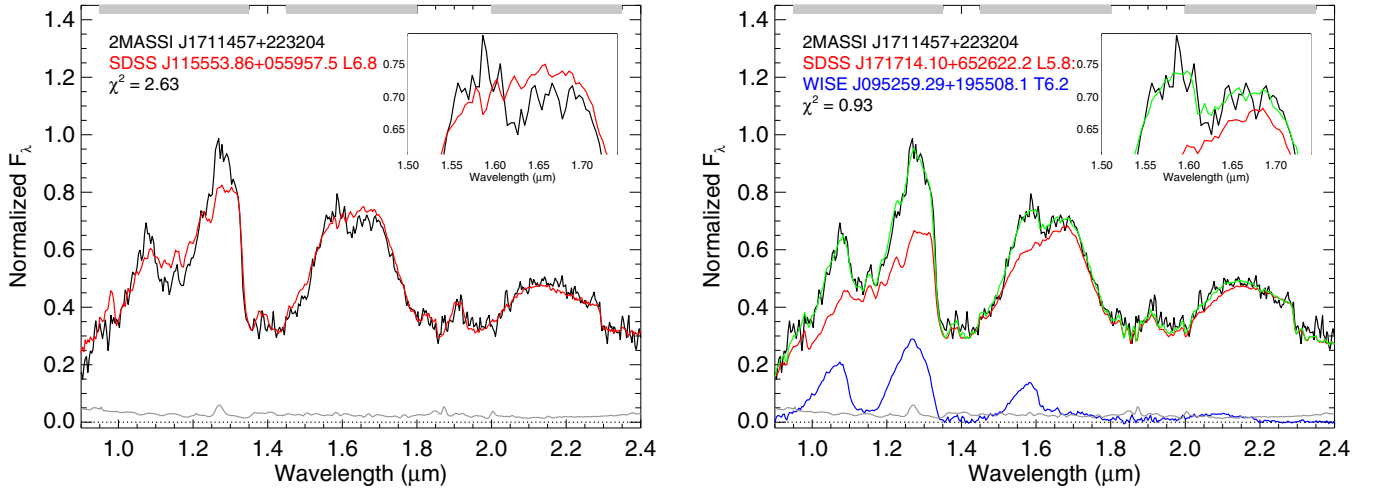 2MASSI J1711457+223204
SDSS J115553.86+055957.5 L6.8
χ² = 2.63
Normalized Fλ
1.4
1.2
1.0
0.8
0.6
0.4
0.2
0.0
1.0 1.2 1.4 1.6 1.8 2.0 2.2 2.4
Wavelength (μm)
0.75
0.70
0.65
1.50 1.55 1.60 1.65 1.70
Wavelength (μm)
2MASSI J1711457+223204
SDSS J171714.10+652622.2 L5.8:
WISE J095259.29+195508.1 T6.2
χ² = 0.93
Normalized Fλ
1.4
1.2
1.0
0.8
0.6
0.4
0.2
0.0
1.0 1.2 1.4 1.6 1.8 2.0 2.2 2.4
Wavelength (μm)
0.75
0.70
0.65
1.50 1.55 1.60 1.65 1.70
Wavelength (μm)